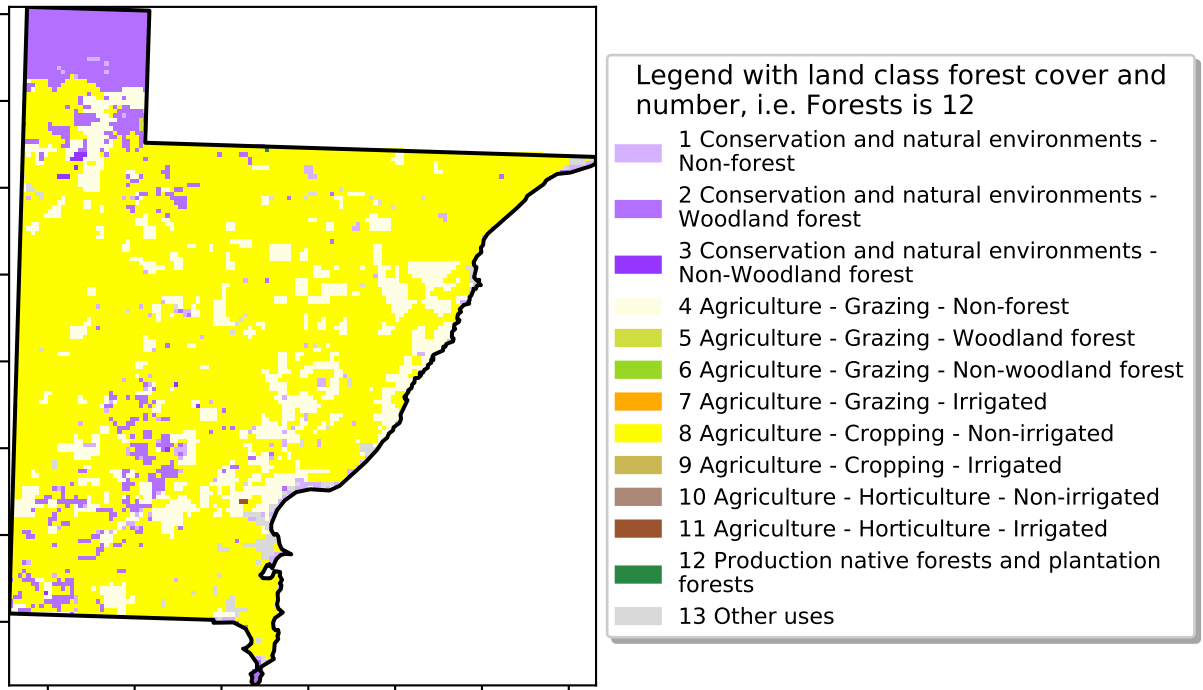 Legend with land class forest cover and
number, i.e. Forests is 12
1 Conservation and natural environments -
Non-forest
2 Conservation and natural environments -
Woodland forest
3 Conservation and natural environments -
Non-Woodland forest
4 Agriculture - Grazing - Non-forest
5 Agriculture - Grazing - Woodland forest
6 Agriculture - Grazing - Non-woodland forest
7 Agriculture - Grazing - Irrigated
8 Agriculture - Cropping - Non-irrigated
9 Agriculture - Cropping - Irrigated
10 Agriculture - Horticulture - Non-irrigated
11 Agriculture - Horticulture - Irrigated
12 Production native forests and plantation
forests
13 Other uses